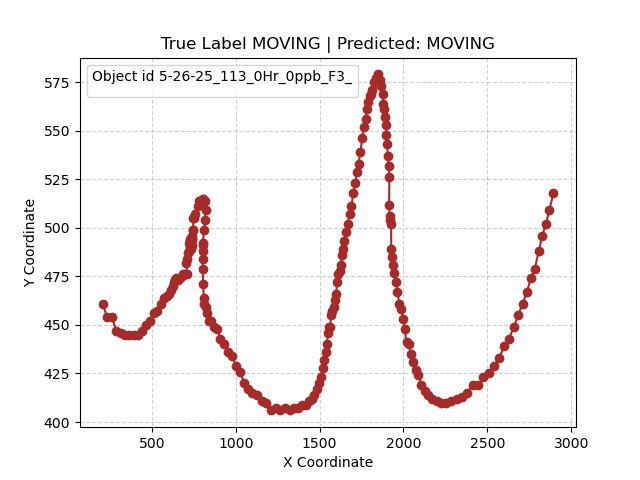 True Label MOVING | Predicted: MOVING
Object id 5-26-25_113_0Hr_0ppb_F3_
575
550
525
500
475
450
425
400
Y Coordinate
500 1000 1500 2000 2500 3000
X Coordinate